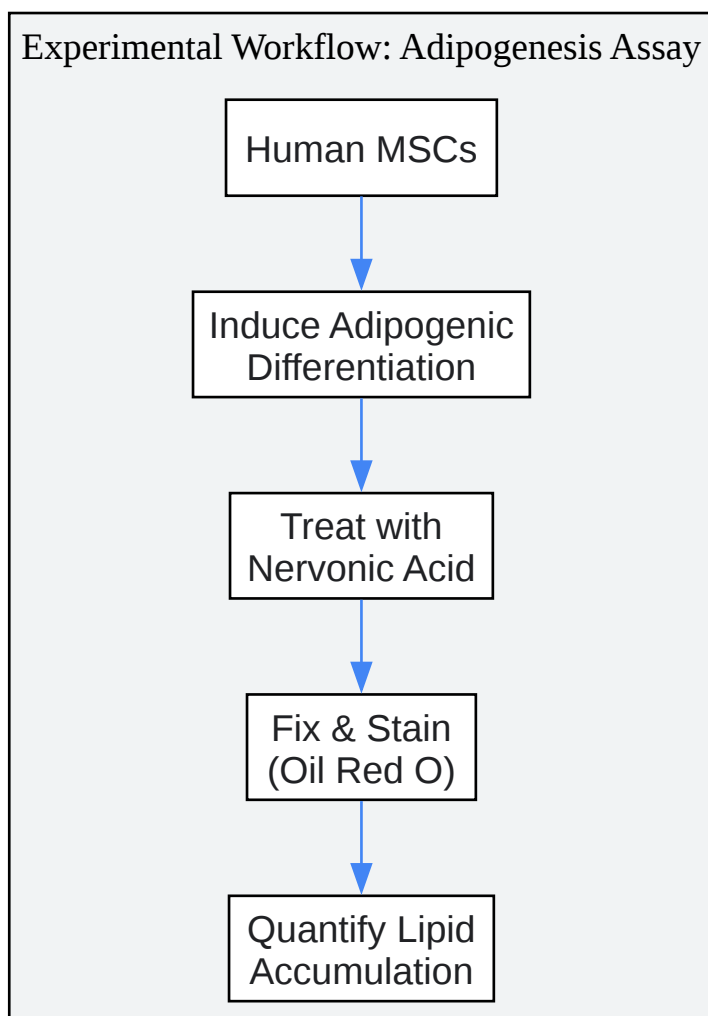 Experimental Workflow: Adipogenesis Assay
Human MSCs
Induce Adipogenic
Differentiation
Treat with
Nervonic Acid
Fix & Stain
(Oil Red O)
Quantify Lipid
Accumulation